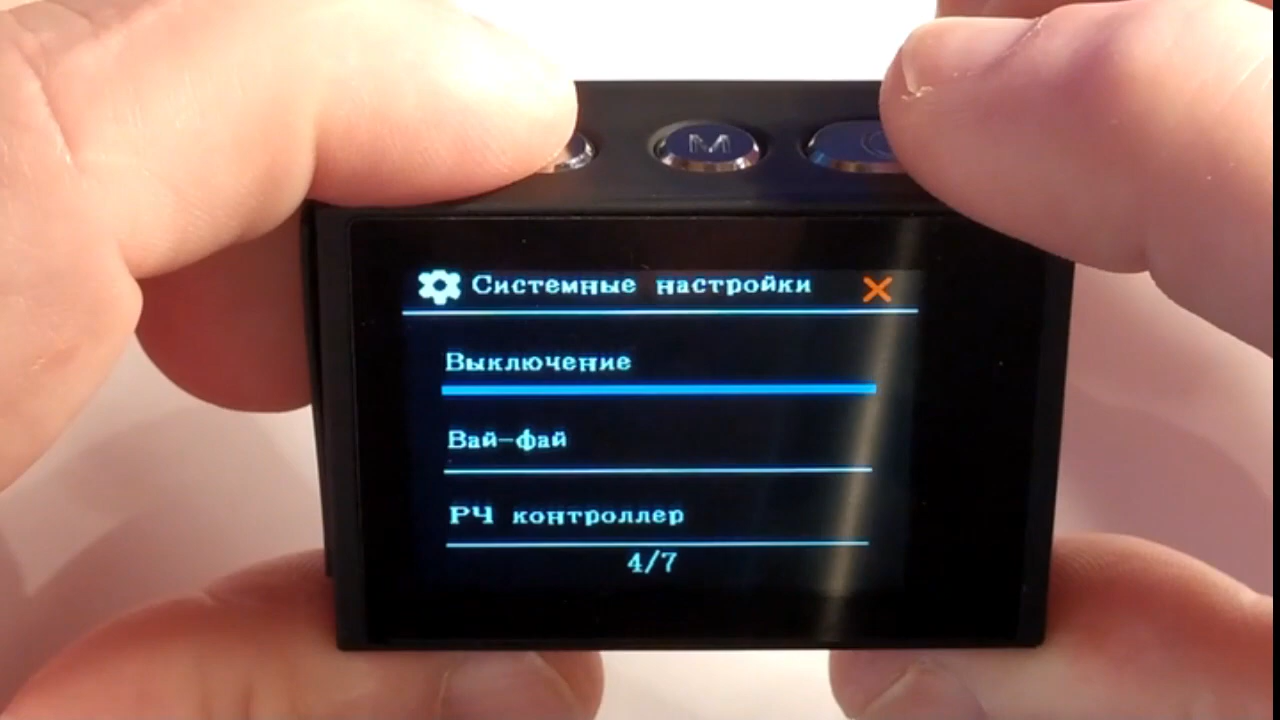 M
Системные настройки
Выключение
Вай-фай
РЧ контроллер
4/7